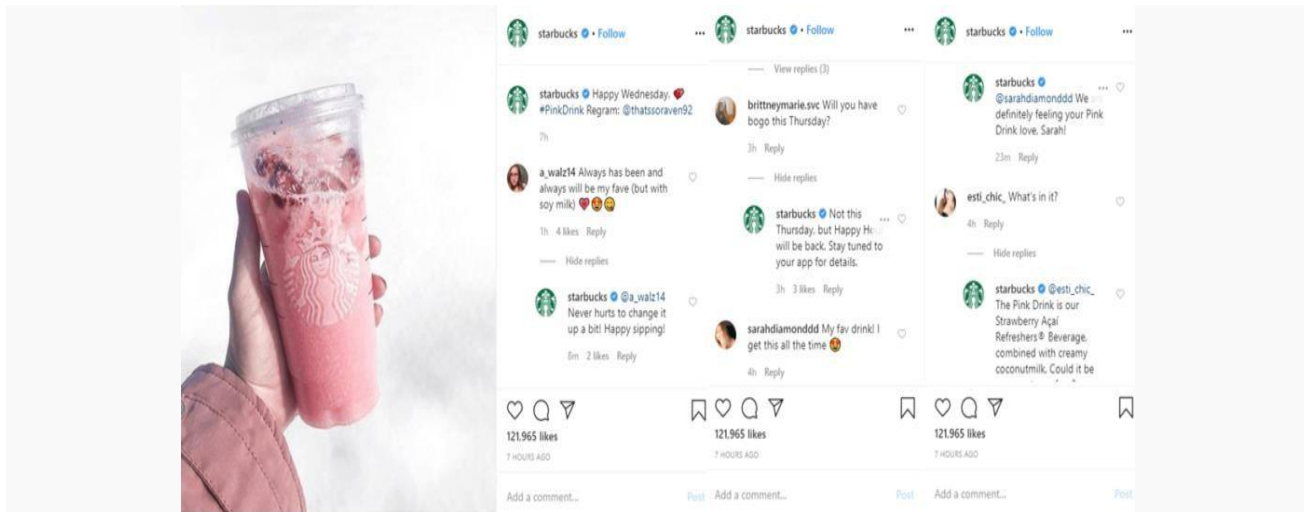 starbucks • Follow
starbucks Happy Wednesday.
#PinkDrink Regram: @thatssoraven92
7h
a_walz14 Always has been and
always will be my fave (but with
soy milk)
1h 4 likes Reply
Hide replies
starbucks @a_walz14
Never hurts to change it
up a bit! Happy sipping!
2 likes Reply
121,965 likes
7 HOURS AGO
Add a comment...
Post
starbucks • Follow
View replies (3)
brittneymarie.svc Will you have
bogo this Thursday?
3h Reply
Hide replies
starbucks Not this
Thursday, but Happy
will be back. Stay tuned to
your app for details.
3h 3 likes Reply
sarahdiamonddd My fav drink! I
get this all the time
4h Reply
121,965 likes
7 HOURS AGO
Add a comment...
Post
starbucks • Follow
starbucks
@sarahdiamonddd We are
definitely feeling your Pink
Drink love, Sarah!
23m Reply
esti_chic_ What's in it?
4h Reply
Hide replies
starbucks @esti_chic_
The Pink Drink is our
Strawberry Açaí
Refreshers® Beverage,
combined with creamy
coconutmilk. Could it be
121,965 likes
7 HOURS AGO
Add a comment...
Post